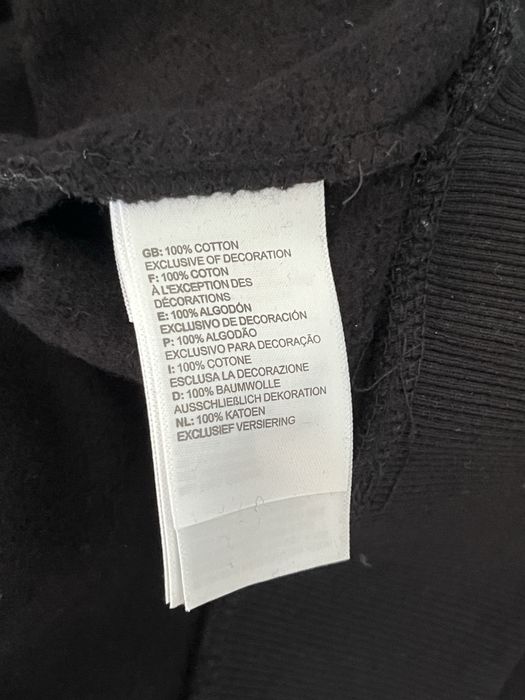 GB: 100% COTTON
EXCLUSIVE OF DECORATION
F: 100% COTON
À L'EXCEPTION DES
DÉCORATIONS
E: 100% ALGODÓN
EXCLUSIVO DE DECORACIÓN
P: 100% ALGODÃO
EXCLUSIVO PARA DECORAÇÃO
I: 100% COTONE
ESCLUSA LA DECORAZIONE
D: 100% BAUMWOLLE
AUSSCHLIEßLICH DEKORATION
NL: 100% KATOEN
EXCLUSIEF VERSIERING